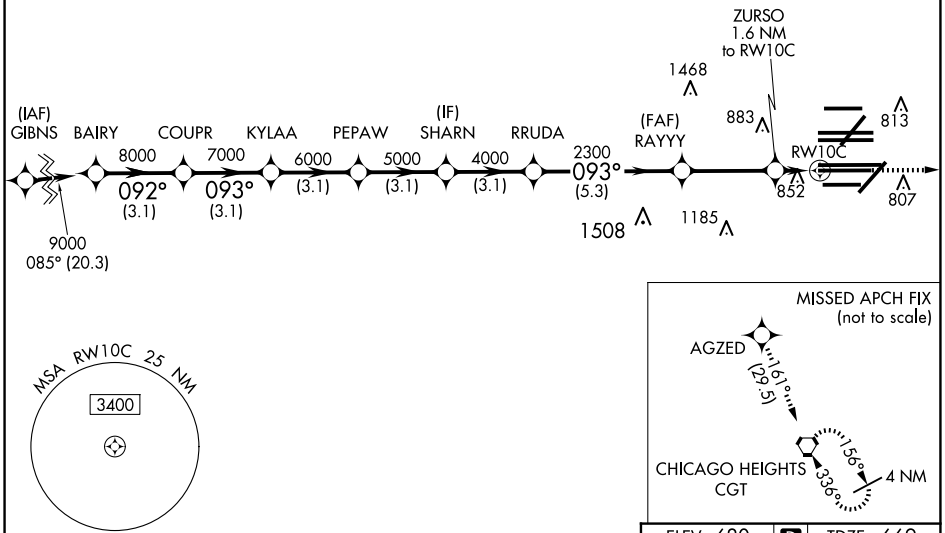 ZURSO
1.6 NM
to RW10C
1468
(IAF)
GIBNS
BAIRY
COUPR
KYLAA
PEPAW
(IF)
SHARN
RRUDA
(FAF)
RAYYY
883
813
RW10C
8000
092°
(3.1)
7000
093°
(3.1)
6000
(3.1)
5000
(3.1)
4000
(3.1)
2300
093°
(5.3)
852
807
9000
085° (20.3)
1508
1185
MSA RW10C 25 NM
3400
MISSED APCH FIX
(not to scale)
AGZED
161°
(29.5)
CHICAGO HEIGHTS
CGT
156°
336°
4 NM